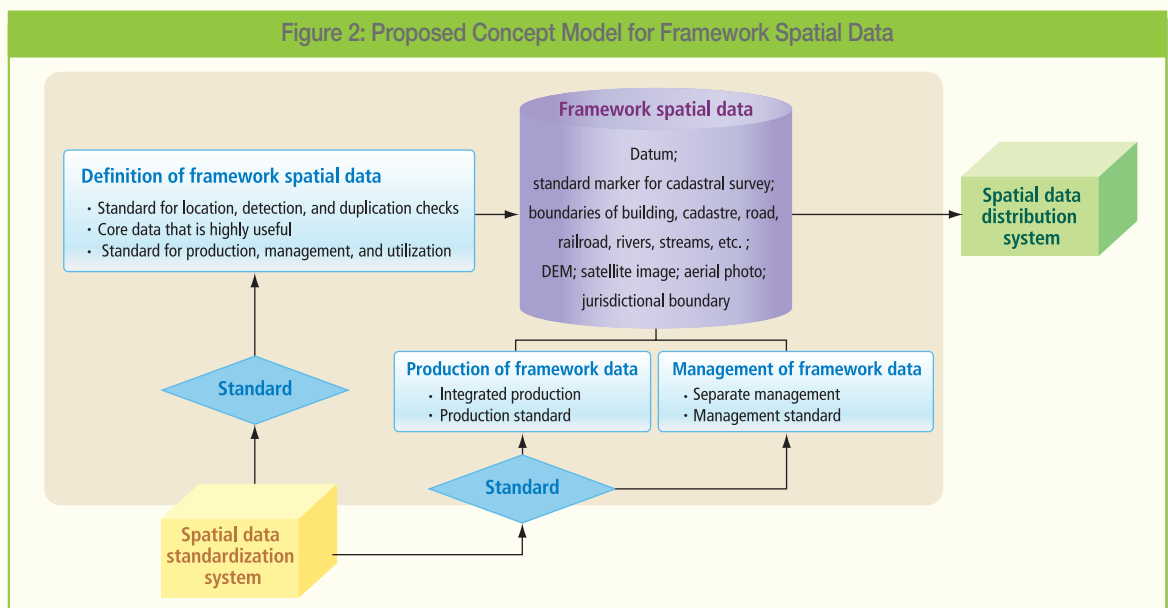 Figure 2: Proposed Concept Model for Framework Spatial Data
Framework spatial data
Datum;
standard marker for cadastral survey;
boundaries of building, cadastre, road,
railroad, rivers, streams, etc. ;
DEM; satellite image; aerial photo;
jurisdictional boundary
Definition of framework spatial data
· Standard for location, detection, and duplication checks
· Core data that is highly useful
· Standard for production, management, and utilization
Spatial data
distribution
system
Standard
Production of framework data
· Integrated production
· Production standard
Management of framework data
· Separate management
· Management standard
Standard
Spatial data
standardization
system